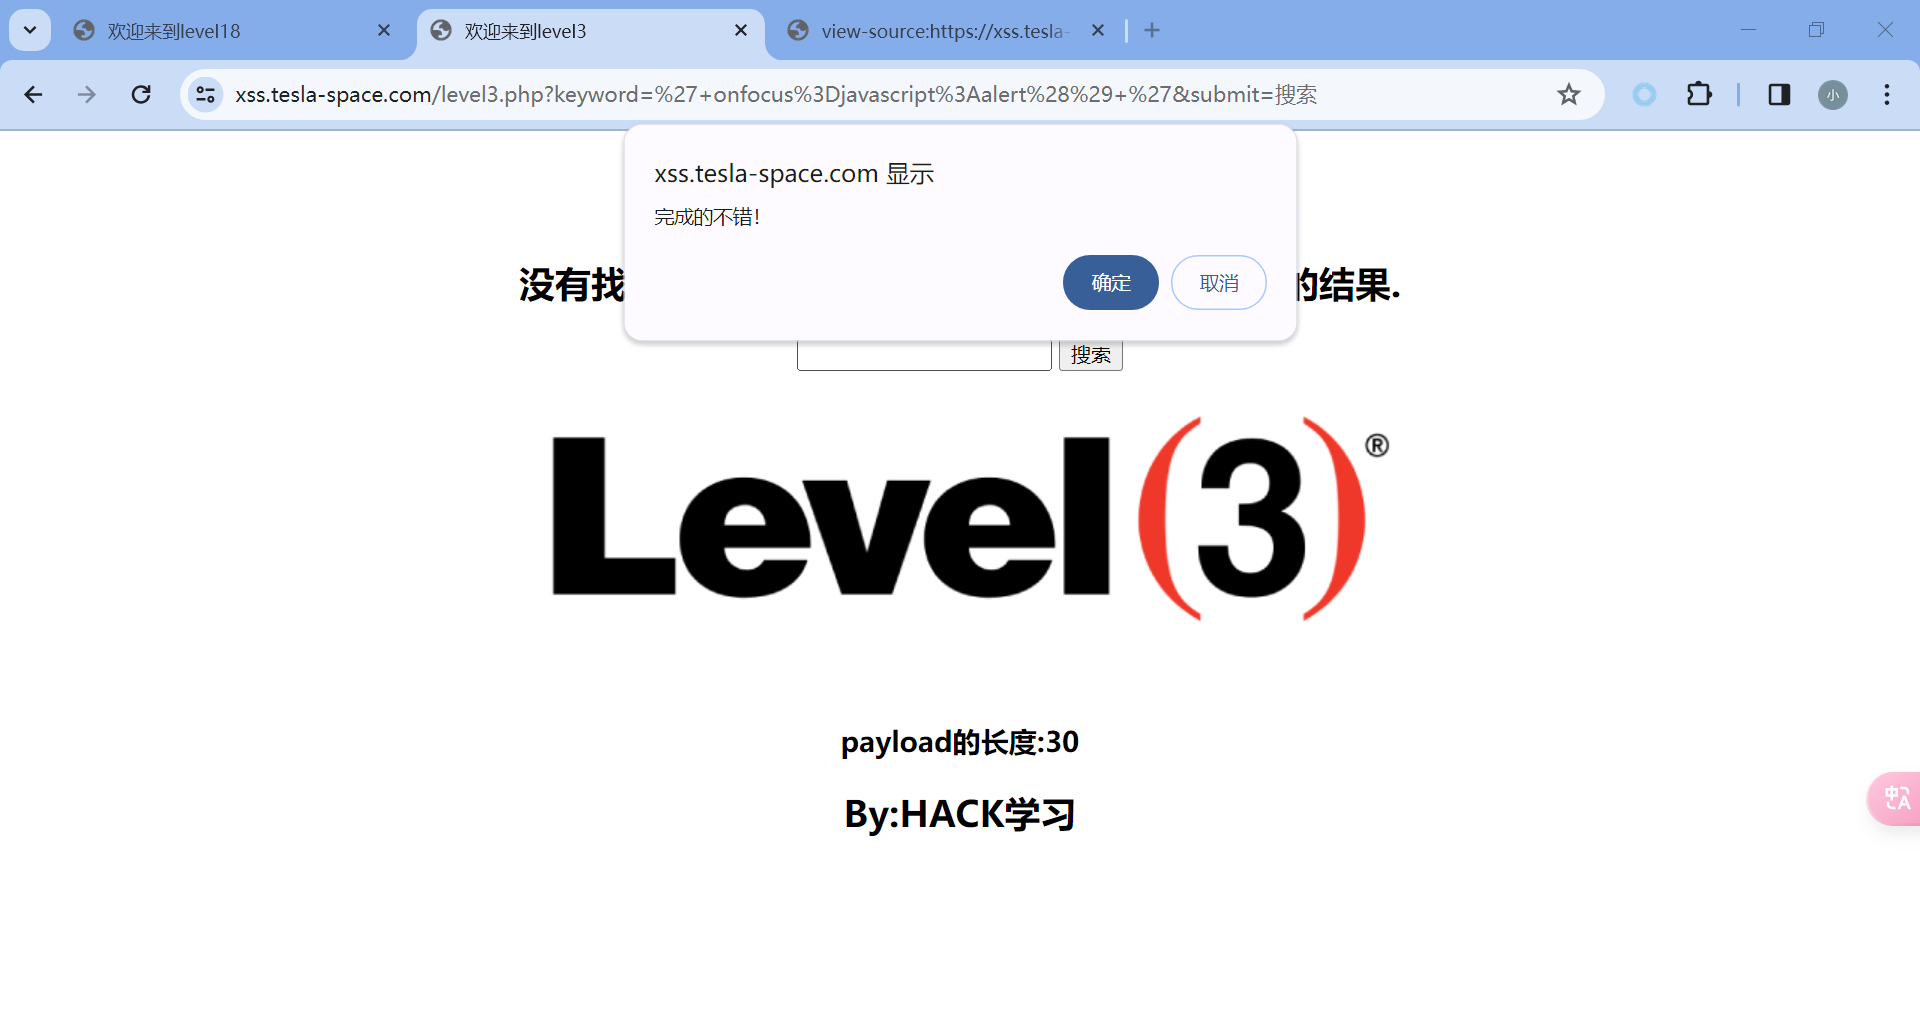 欢迎来到level18
欢迎来到level3
view-source:https://xss.tesla-
xss.tesla-space.com/level3.php?keyword=%27+onfocus%3Djavascript%3Aalert%28%29+%27&submit=搜索
小
xss.tesla-space.com 显示
完成的不错!
确定
取消
没有找
的结果.
搜索
Level(3)®
payload的长度:30
By:HACK学习
中A